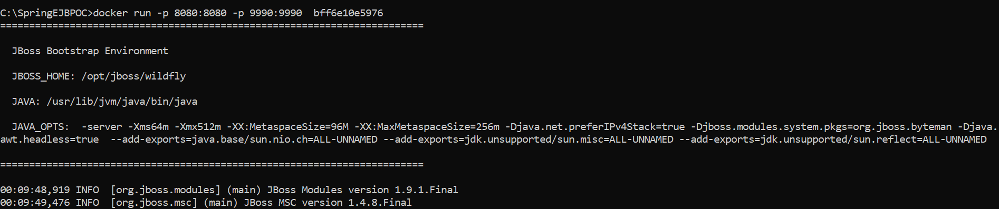 C:\SpringEJBPOC>docker run -p 8080:8080 -p 9990:9990  bff6e10e5976
=========================================================================
JBoss Bootstrap Environment
JBOSS_HOME: /opt/jboss/wildfly
JAVA: /usr/lib/jvm/java/bin/java
JAVA_OPTS:  -server -Xms64m -Xmx512m -XX:MetaspaceSize=96M -XX:MaxMetaspaceSize=256m -Djava.net.preferIPv4Stack=true -Djboss.modules.system.pkgs=org.jboss.byteman -Djava.
awt.headless=true  --add-exports=java.base/sun.nio.ch=ALL-UNNAMED --add-exports=jdk.unsupported/sun.misc=ALL-UNNAMED --add-exports=jdk.unsupported/sun.reflect=ALL-UNNAMED
=========================================================================
00:09:48,919 INFO  [org.jboss.modules] (main) JBoss Modules version 1.9.1.Final
00:09:49,476 INFO  [org.jboss.msc] (main) JBoss MSC version 1.4.8.Final